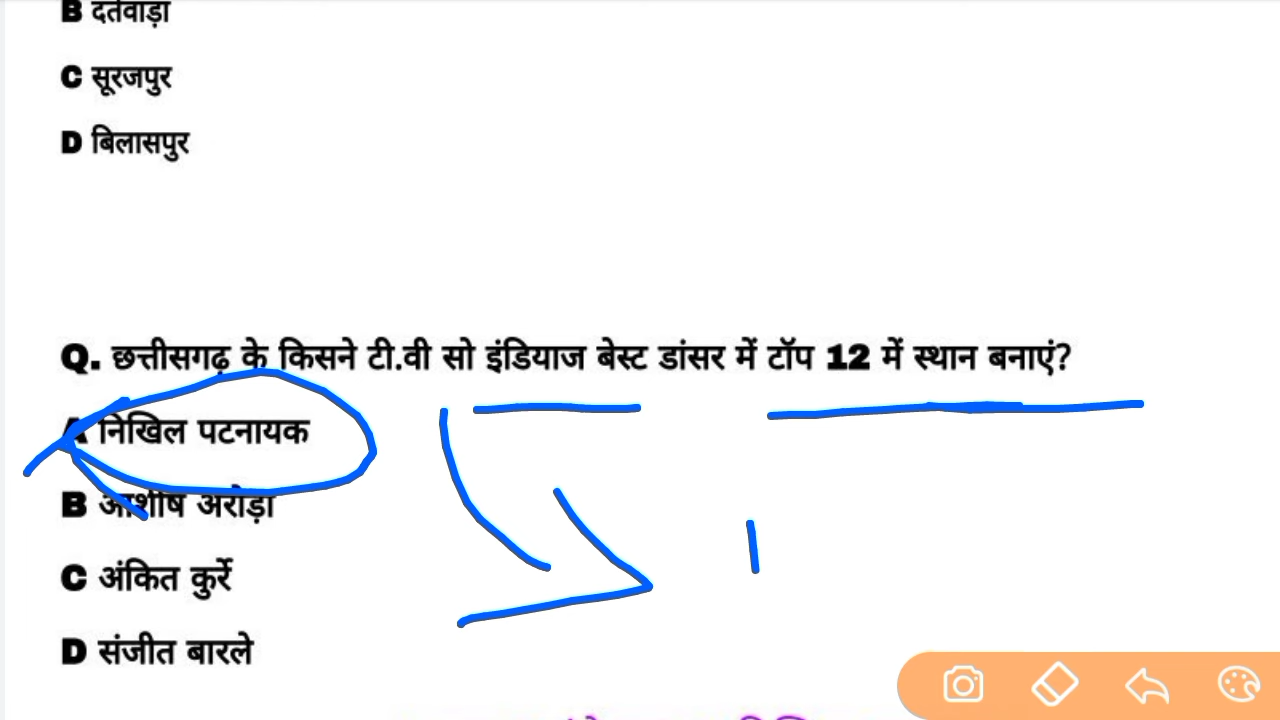 B दंतेवाड़ा
C सूरजपुर
D बिलासपुर
Q. छत्तीसगढ़ के किसने टी.वी सो इंडियाज बेस्ट डांसर में टॉप 12 में स्थान बनाएं?
A निखिल पटनायक
B आशीष अरोड़ा
C अंकित कुर्रे
D संजीत बारले